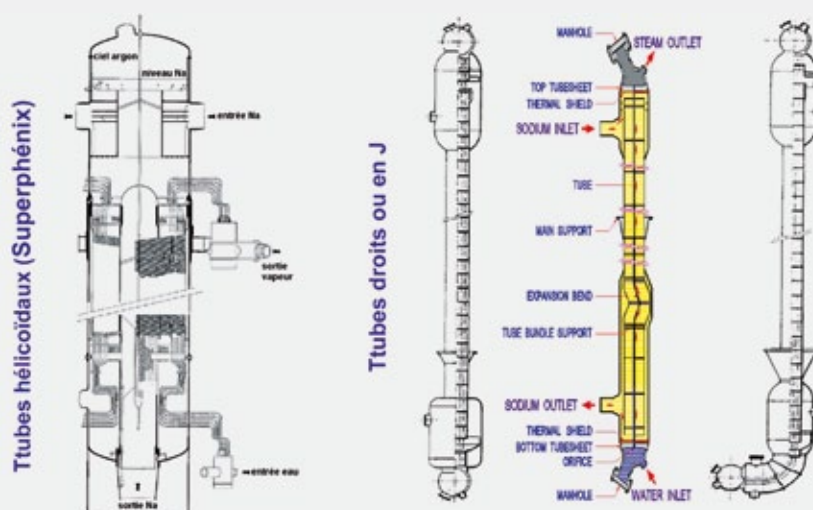 Ttubes hélicoïdaux (Superphénix)
ciel argon
niveau Na
entrée Na
sortie
vapeur
entrée eau
sortie Na
Ttubes droits ou en J
MANHOLE
STEAM OUTLET
TOP TUBESHEET
THERMAL SHIELD
SODIUM INLET
TUBE
MAIN SUPPORT
EXPANSION BEND
TUBE BUNDLE SUPPORT
SODIUM OUTLET
THERMAL SHIELD
BOTTOM TUBESHEET
ORIFICE
WATER INLET
MANHOLE